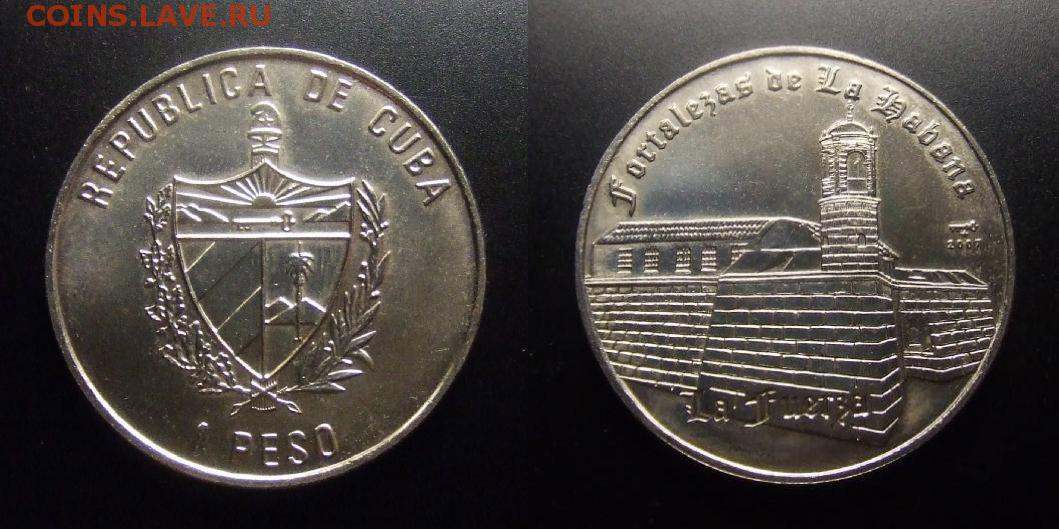 COINS.LAVE.RU
REPUBLICA DE CUBA
1 PESO
Fortalezas de La Habana
2007
La Fuerza